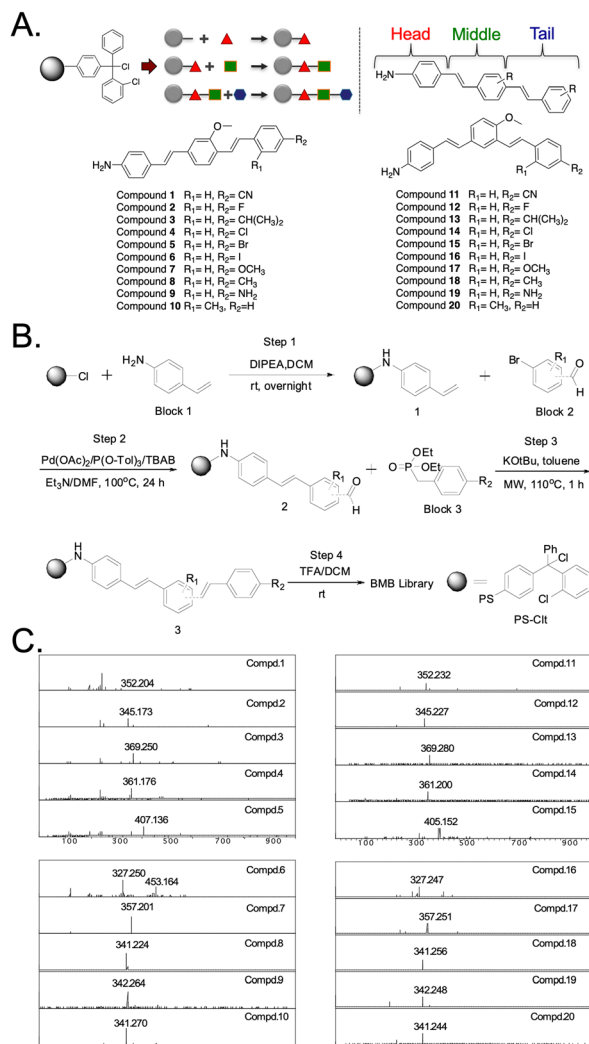 A.
Cl
Cl
Head Middle Tail
H₂N
R
R
O
R₂
H₂N
R₁
O
H₂N
R₁
R₂
Compound 1 R₁= H, R₂= CN
Compound 2 R₁= H, R₂= F
Compound 3 R₁= H, R₂= CH(CH₃)₂
Compound 4 R₁= H, R₂= Cl
Compound 5 R₁= H, R₂= Br
Compound 6 R₁= H, R₂= I
Compound 7 R₁= H, R₂= OCH₃
Compound 8 R₁= H, R₂= CH₃
Compound 9 R₁= H, R₂= NH₂
Compound 10 R₁= CH₃, R₂=H
Compound 11 R₁= H, R₂= CN
Compound 12 R₁= H, R₂= F
Compound 13 R₁= H, R₂= CH(CH₃)₂
Compound 14 R₁= H, R₂= Cl
Compound 15 R₁= H, R₂= Br
Compound 16 R₁= H, R₂= I
Compound 17 R₁= H, R₂= OCH₃
Compound 18 R₁= H, R₂= CH₃
Compound 19 R₁= H, R₂= NH₂
Compound 20 R₁= CH₃, R₂=H
B.
Cl
+
H₂N
Block 1
Step 1
DIPEA,DCM
rt, overnight
H
N
1
+
Br
R₁
O
H
Block 2
Step 2
Pd(OAc)₂/P(O-Tol)₃/TBAB
Et₃N/DMF, 100°C, 24 h
H
N
R₁
O
H
2
+
OEt
O OEt
P
R₂
Block 3
Step 3
KOtBu, toluene
MW, 110°C, 1 h
H
N
R₁
R₂
3
Step 4
TFA/DCM
rt
BMB Library
=
Ph
Cl
Cl
PS
PS-Clt
C.
Compd.1
352.204
Compd.2
345.173
Compd.3
369.250
Compd.4
361.176
Compd.5
407.136
100 300 500 700 900
Compd.11
352.232
Compd.12
345.227
Compd.13
369.280
Compd.14
361.200
Compd.15
405.152
100 300 500 700 900
Compd.6
327.250
453.164
Compd.7
357.201
Compd.8
341.224
Compd.9
342.264
Compd.10
341.270
Compd.16
327.247
Compd.17
357.251
Compd.18
341.256
Compd.19
342.248
Compd.20
341.244